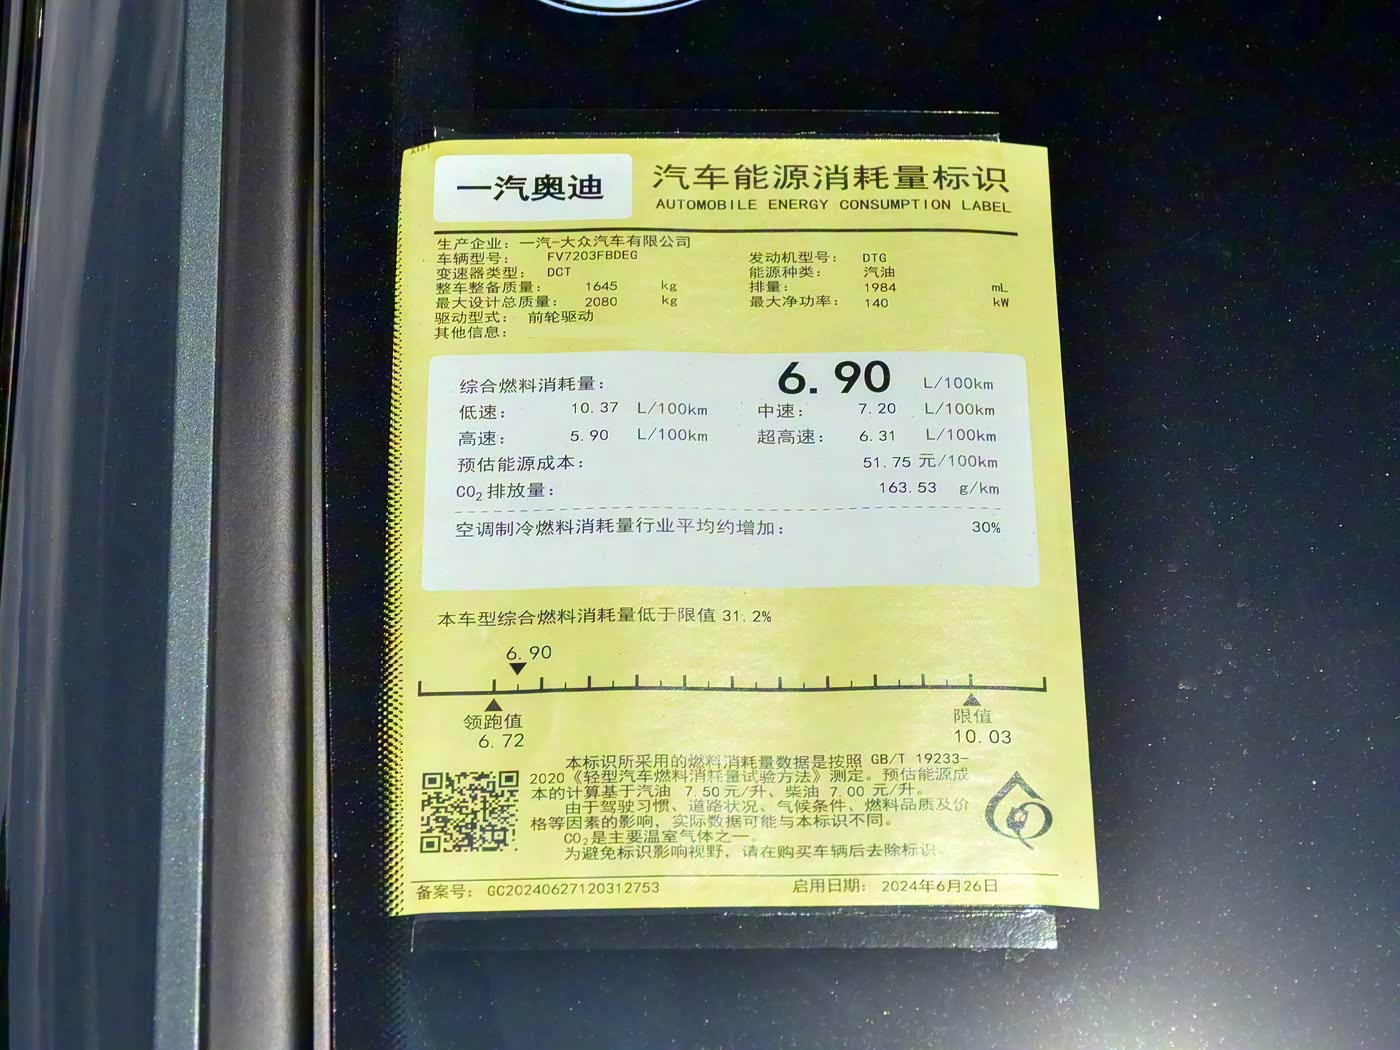 一汽奥迪
汽车能源消耗量标识
AUTOMOBILE ENERGY CONSUMPTION LABEL
生产企业：一汽-大众汽车有限公司
车辆型号： FV7203FBDEG 发动机型号： DTG
变速器类型： DCT 能源种类： 汽油
整车整备质量： 1645 kg 排量： 1984 mL
最大设计总质量： 2080 kg 最大净功率： 140 kW
驱动型式： 前轮驱动
其他信息：
综合燃料消耗量： 6.90 L/100km
低速： 10.37 L/100km 中速： 7.20 L/100km
高速： 5.90 L/100km 超高速： 6.31 L/100km
预估能源成本： 51.75 元/100km
CO₂排放量： 163.53 g/km
空调制冷燃料消耗量行业平均约增加： 30%
本车型综合燃料消耗量低于限值 31.2%
6.90
领跑值 限值
6.72 10.03
本标识所采用的燃料消耗量数据是按照 GB/T 19233-
2020《轻型汽车燃料消耗量试验方法》测定。预估能源成
本的计算基于汽油 7.50元/升、柴油 7.00 元/升。
由于驾驶习惯、道路状况、气候条件、燃料品质及价
格等因素的影响，实际数据可能与本标识不同。
CO₂是主要温室气体之一。
为避免标识影响视野，请在购买车辆后去除标识。
备案号： GC20240627120312753 启用日期： 2024年6月26日